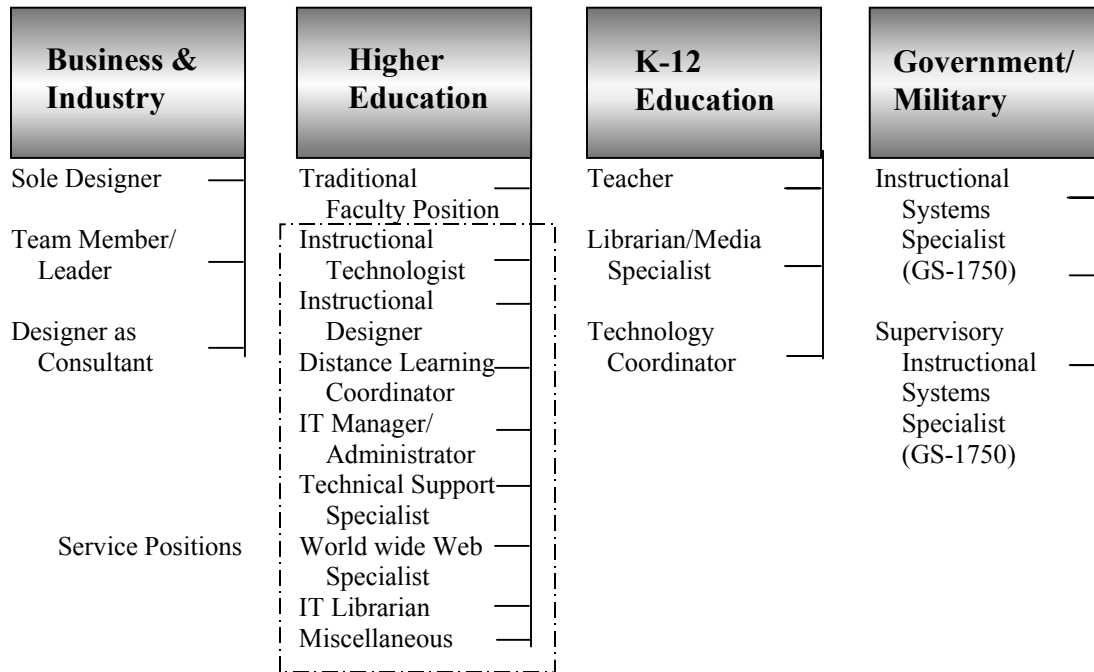 Business &
Industry
Sole Designer
Team Member/
Leader
Designer as
Consultant
Higher
Education
Traditional
Faculty Position
Instructional
Technologist
Instructional
Designer
Distance Learning
Coordinator
IT Manager/
Administrator
Technical Support
Specialist
World wide Web
Specialist
IT Librarian
Miscellaneous
Service Positions
K-12
Education
Teacher
Librarian/Media
Specialist
Technology
Coordinator
Government/
Military
Instructional
Systems
Specialist
(GS-1750)
Supervisory
Instructional
Systems
Specialist
(GS-1750)